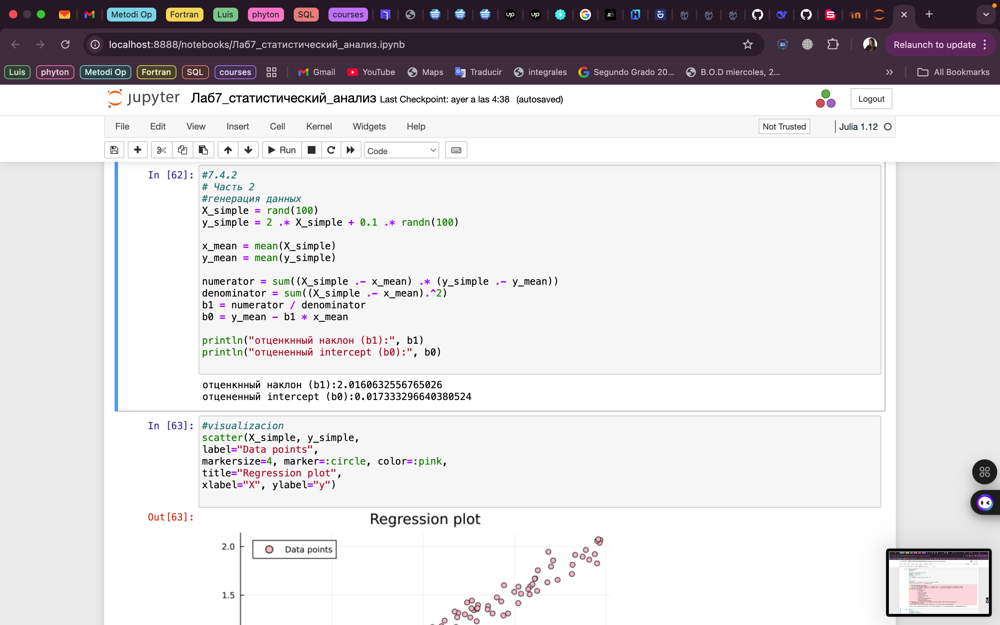 Metodi Op Fortran Luis phyton SQL courses
localhost:8888/notebooks/Лаб7_статистический_анализ.ipynb
Relaunch to update
Luis phyton Metodi Op Fortran SQL courses Gmail YouTube Maps Traducir integrales Segundo Grado 20... B.O.D miercoles, 2... All Bookmarks
jupyter Лаб7_статистический_анализ Last Checkpoint: ayer a las 4:38 (autosaved)
Logout
File Edit View Insert Cell Kernel Widgets Help
Not Trusted
Julia 1.12
Run
Code
In [62]:
#7.4.2
# Часть 2
#генерация данных
X_simple = rand(100)
y_simple = 2 .* X_simple + 0.1 .* randn(100)
x_mean = mean(X_simple)
y_mean = mean(y_simple)
numerator = sum((X_simple .- x_mean) .* (y_simple .- y_mean))
denominator = sum((X_simple .- x_mean).^2)
b1 = numerator / denominator
b0 = y_mean - b1 * x_mean
println("отценкнный наклон (b1):", b1)
println("отцененный intercept (b0):", b0)
отценкнный наклон (b1):2.0160632556765026
отцененный intercept (b0):0.017333296640380524
In [63]:
#visualizacion
scatter(X_simple, y_simple,
label="Data points",
markersize=4, marker=:circle, color=:pink,
title="Regression plot",
xlabel="X", ylabel="y")
Out[63]:
Regression plot
2.0
Data points
1.5